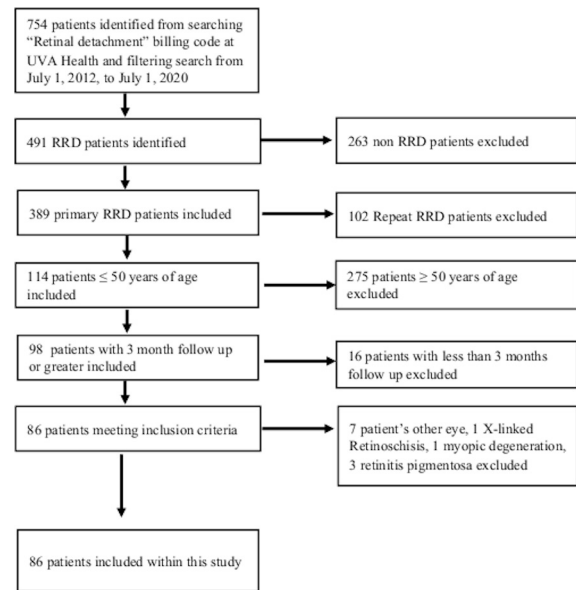 754 patients identified from searching
“Retinal detachment” billing code at
UVA Health and filtering search from
July 1, 2012, to July 1, 2020
491 RRD patients identified
263 non RRD patients excluded
389 primary RRD patients included
102 Repeat RRD patients excluded
114 patients ≤ 50 years of age
included
275 patients ≥ 50 years of age
excluded
98 patients with 3 month follow up
or greater included
16 patients with less than 3 months
follow up excluded
86 patients meeting inclusion criteria
7 patient’s other eye, 1 X-linked
Retinoschisis, 1 myopic degeneration,
3 retinitis pigmentosa excluded
86 patients included within this study